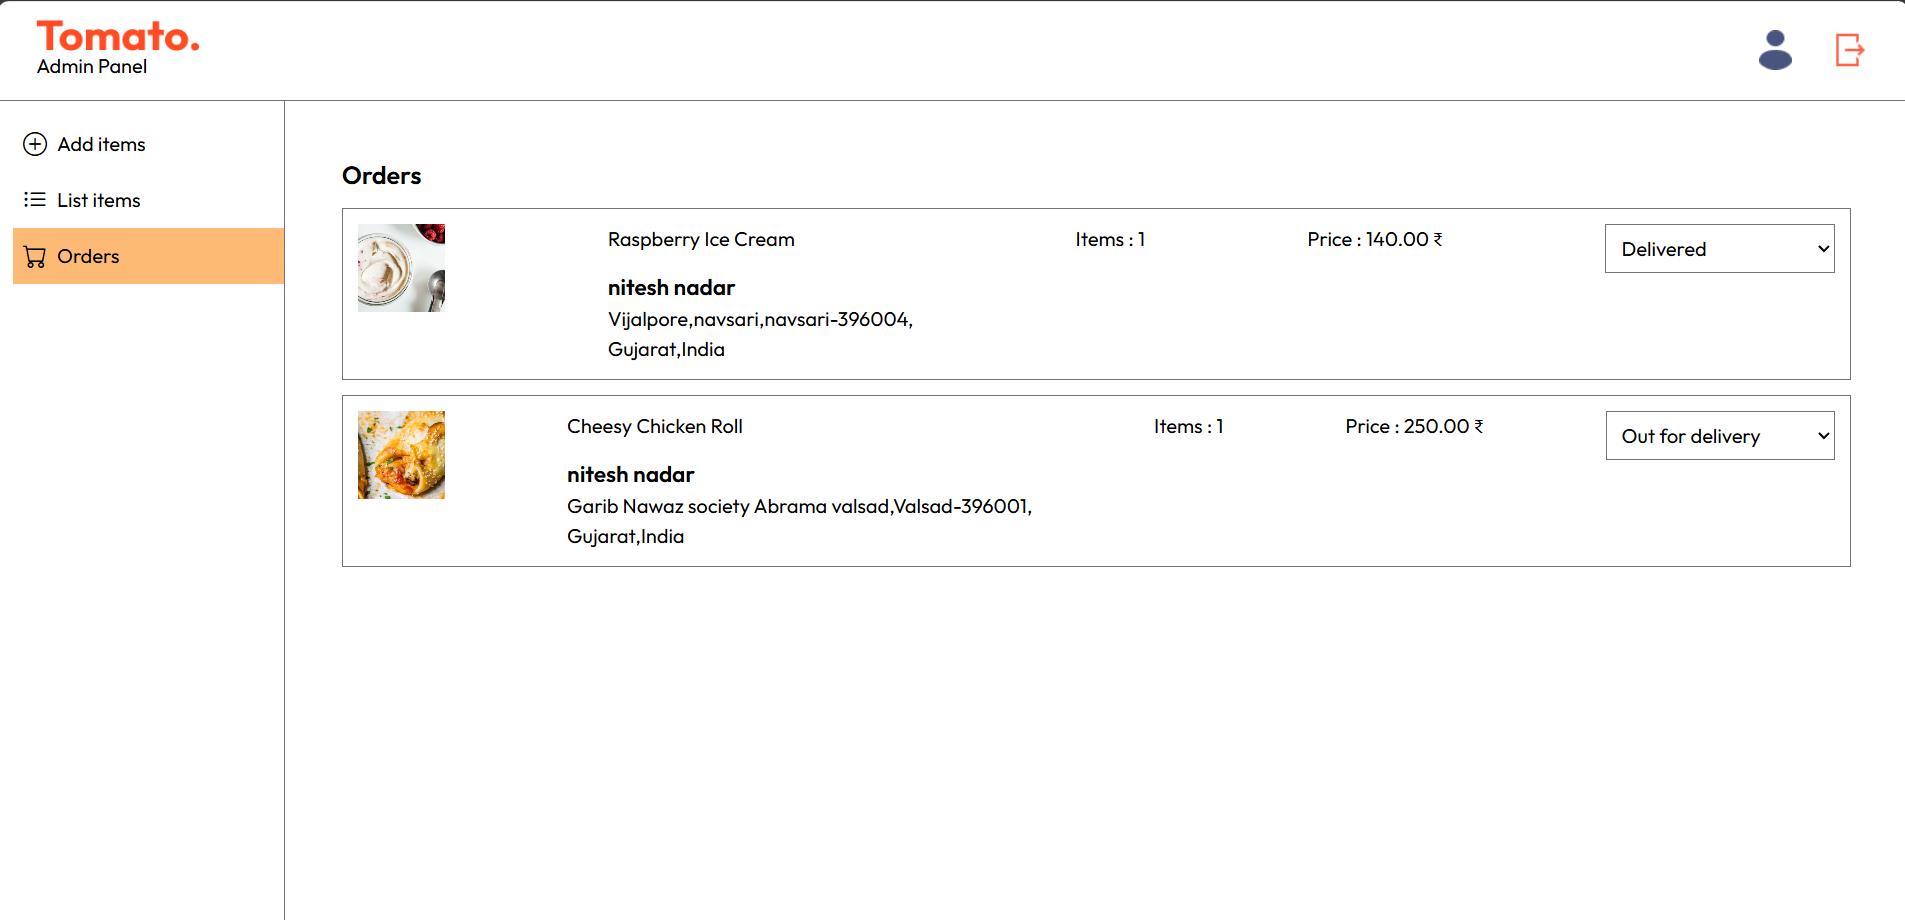 Tomato.
Admin Panel
Add items
List items
Orders
Orders
Raspberry Ice Cream
Items : 1
Price : 140.00 ₹
Delivered
nitesh nadar
Vijalpore,navsari,navsari-396004,
Gujarat,India
Cheesy Chicken Roll
Items : 1
Price : 250.00 ₹
Out for delivery
nitesh nadar
Garib Nawaz society Abrama valsad,Valsad-396001,
Gujarat,India